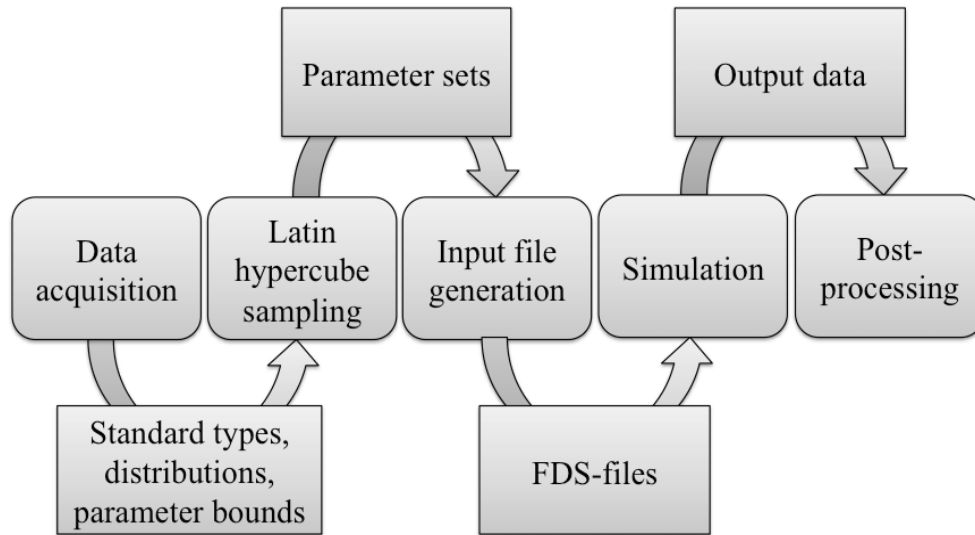 Parameter sets
Output data
Data
acquisition
Latin
hypercube
sampling
Input file
generation
Simulation
Post-
processing
Standard types,
distributions,
parameter bounds
FDS-files